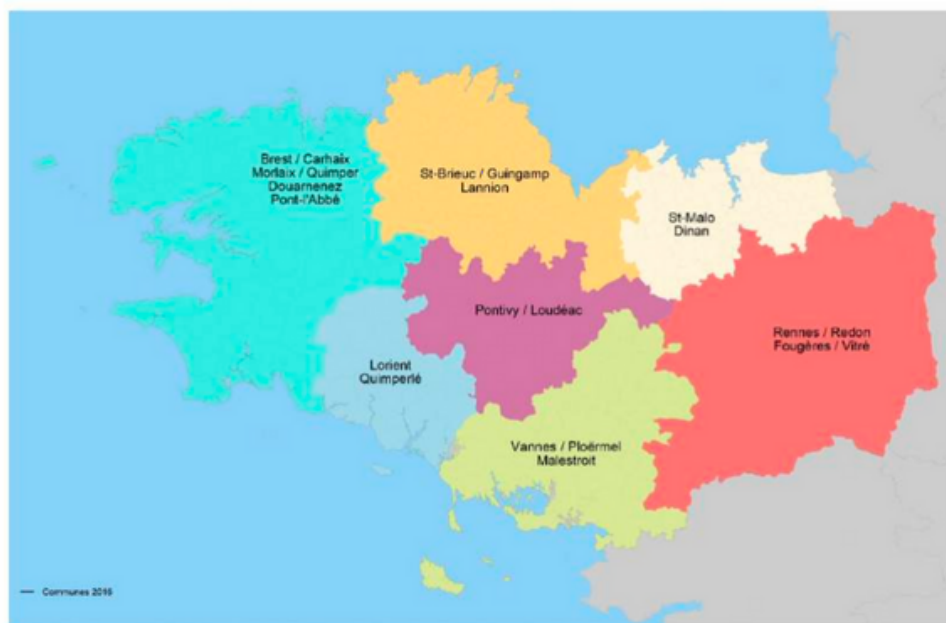 Brest / Carhaix
Morlaix / Quimper
Douarnenez
Pont-l'Abbé
St-Brieuc / Guingamp
Lannion
St-Malo
Dinan
Pontivy / Loudéac
Rennes / Redon
Fougères / Vitré
Lorient
Quimperlé
Vannes / Ploërmel
Malestroit
Communes 2016